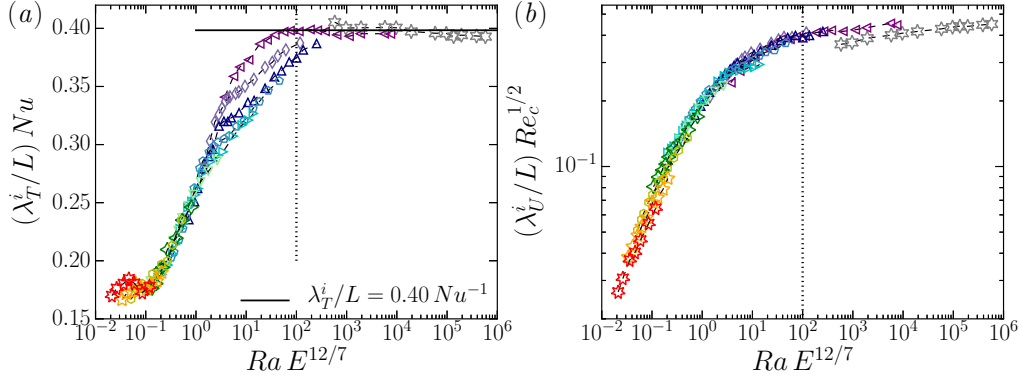 (a)
(λ_T^i/L) Nu
0.40
0.35
0.30
0.25
0.20
0.15
10^−2 10^−1 10^0 10^1 10^2 10^3 10^4 10^5 10^6
Ra E^12/7
λ_T^i/L = 0.40 Nu^−1
(b)
(λ_U^i/L) Re_c^1/2
10^−1
10^−2 10^−1 10^0 10^1 10^2 10^3 10^4 10^5 10^6
Ra E^12/7